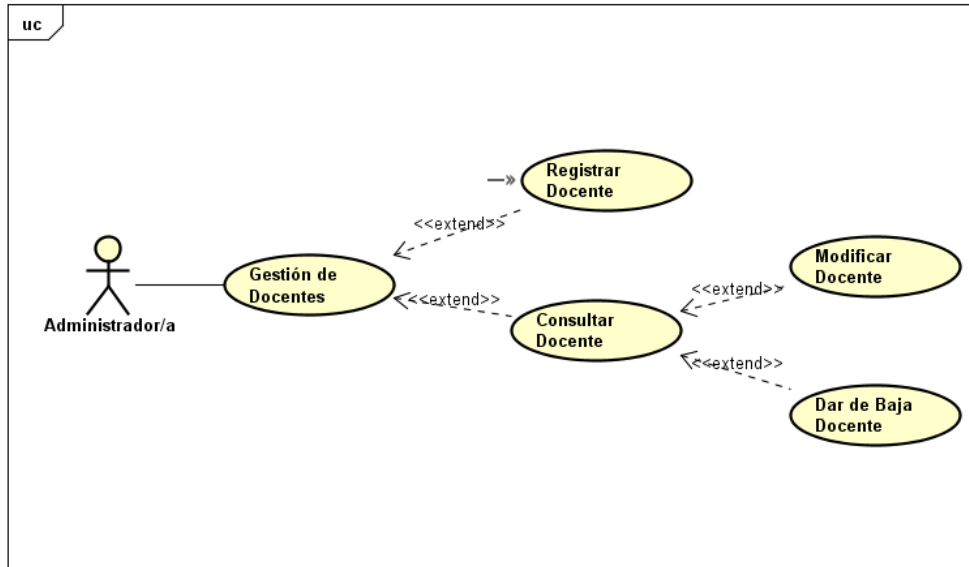 uc
Registrar
Docente
<<extend>>
Gestión de
Docentes
Administrador/a
<<extend>>
Consultar
Docente
<<extend>>
Modificar
Docente
<<extend>>
Dar de Baja
Docente